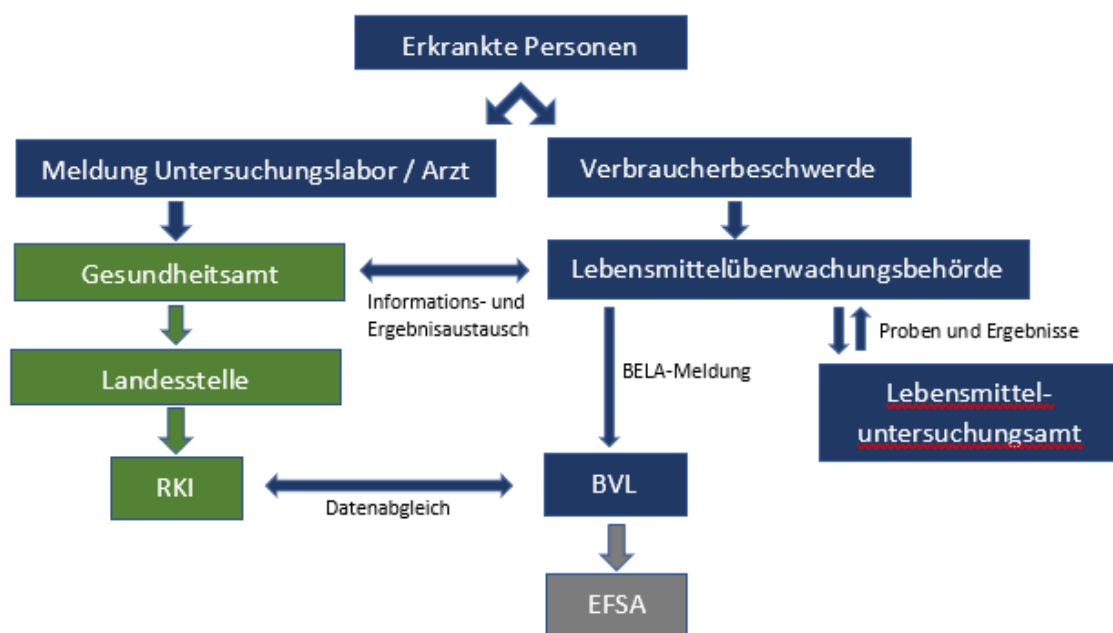 Erkrankte Personen
Meldung Untersuchungslabor / Arzt
Verbraucherbeschwerde
Gesundheitsamt
Lebensmittelüberwachungsbehörde
Informations- und
Ergebnisaustausch
Proben und Ergebnisse
Landesstelle
BELA-Meldung
Lebensmittel-
untersuchungsamt
RKI
Datenabgleich
BVL
EFSA